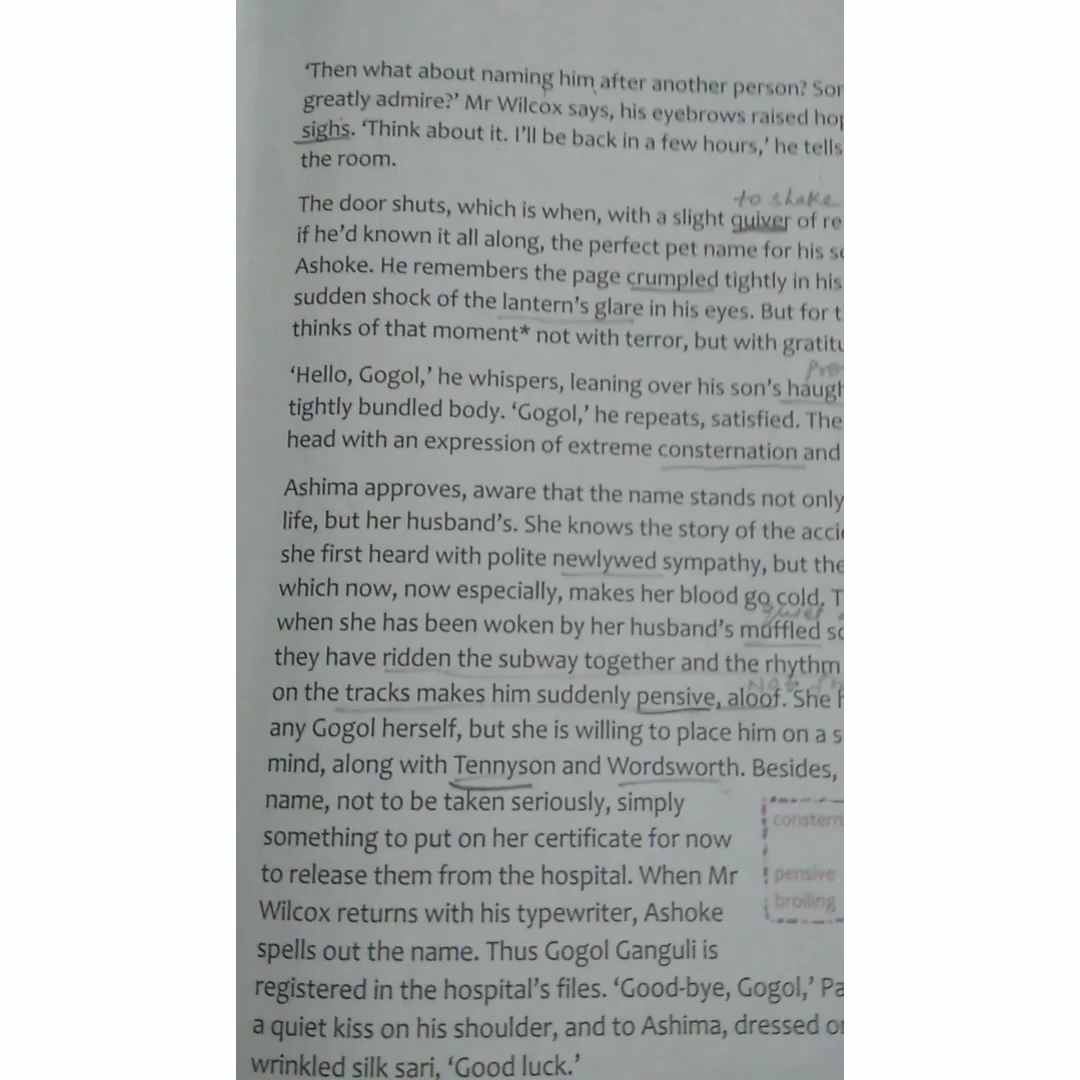 'Then what about naming him after another person?
greatly admire?' Mr Wilcox says, his eyebrows raised
sighs. 'Think about it. I'll be back in a few hours,' he tells
the room.
to shake
The door shuts, which is when, with a slight quiver of re
if he'd known it all along, the perfect pet name for his
Ashoke. He remembers the page crumpled tightly in his
sudden shock of the lantern's glare in his eyes. But for t
thinks of that moment* not with terror, but with gratitu
'Hello, Gogol,' he whispers, leaning over his son's haugh
tightly bundled body. 'Gogol,' he repeats, satisfied. The
head with an expression of extreme consternation and
Ashima approves, aware that the name stands not only
life, but her husband's. She knows the story of the acci
she first heard with polite newlywed sympathy, but the
which now, now especially, makes her blood go cold. T
quiet
when she has been woken by her husband's muffled so
they have ridden the subway together and the rhythm
on the tracks makes him suddenly pensive, aloof. She h
any Gogol herself, but she is willing to place him on a s
mind, along with Tennyson and Wordsworth. Besides,
name, not to be taken seriously, simply
something to put on her certificate for now
to release them from the hospital. When Mr
Wilcox returns with his typewriter, Ashoke
spells out the name. Thus Gogol Ganguli is
registered in the hospital's files. 'Good-bye, Gogol,' Pa
a quiet kiss on his shoulder, and to Ashima, dressed
wrinkled silk sari, 'Good luck.'
constern
pensive
broiling